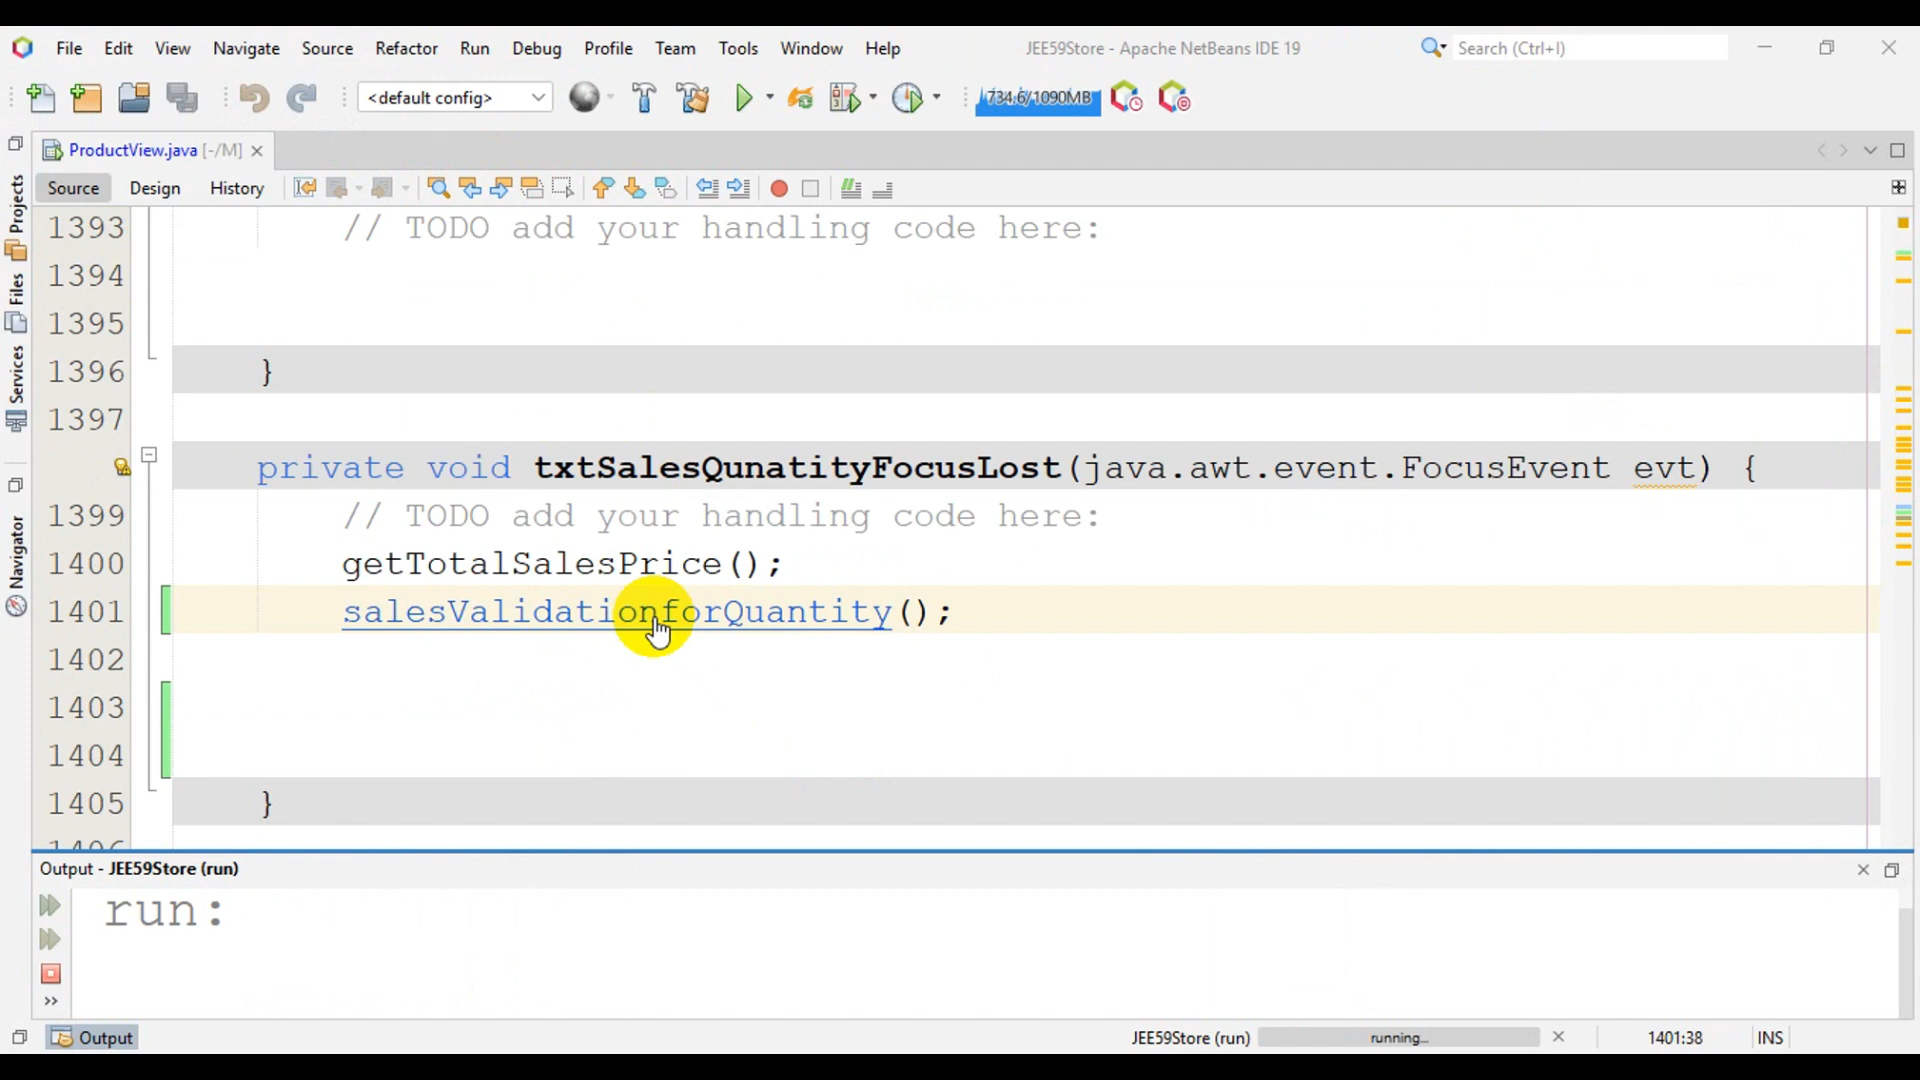 File Edit View Navigate Source Refactor Run Debug Profile Team Tools Window Help JEE59Store - Apache NetBeans IDE 19 Search (Ctrl+I)
<default config> 734.6/1090MB
ProductView.java [-/M]
Source Design History
Projects
Files
Services
Navigator
1393 // TODO add your handling code here:
1394
1395
1396 }
1397
private void txtSalesQunatityFocusLost(java.awt.event.FocusEvent evt) {
1399 // TODO add your handling code here:
1400 getTotalSalesPrice();
1401 salesValidationforQuantity();
1402
1403
1404
1405 }
1406
Output - JEE59Store (run)
run:
Output JEE59Store (run) running... 1401:38 INS